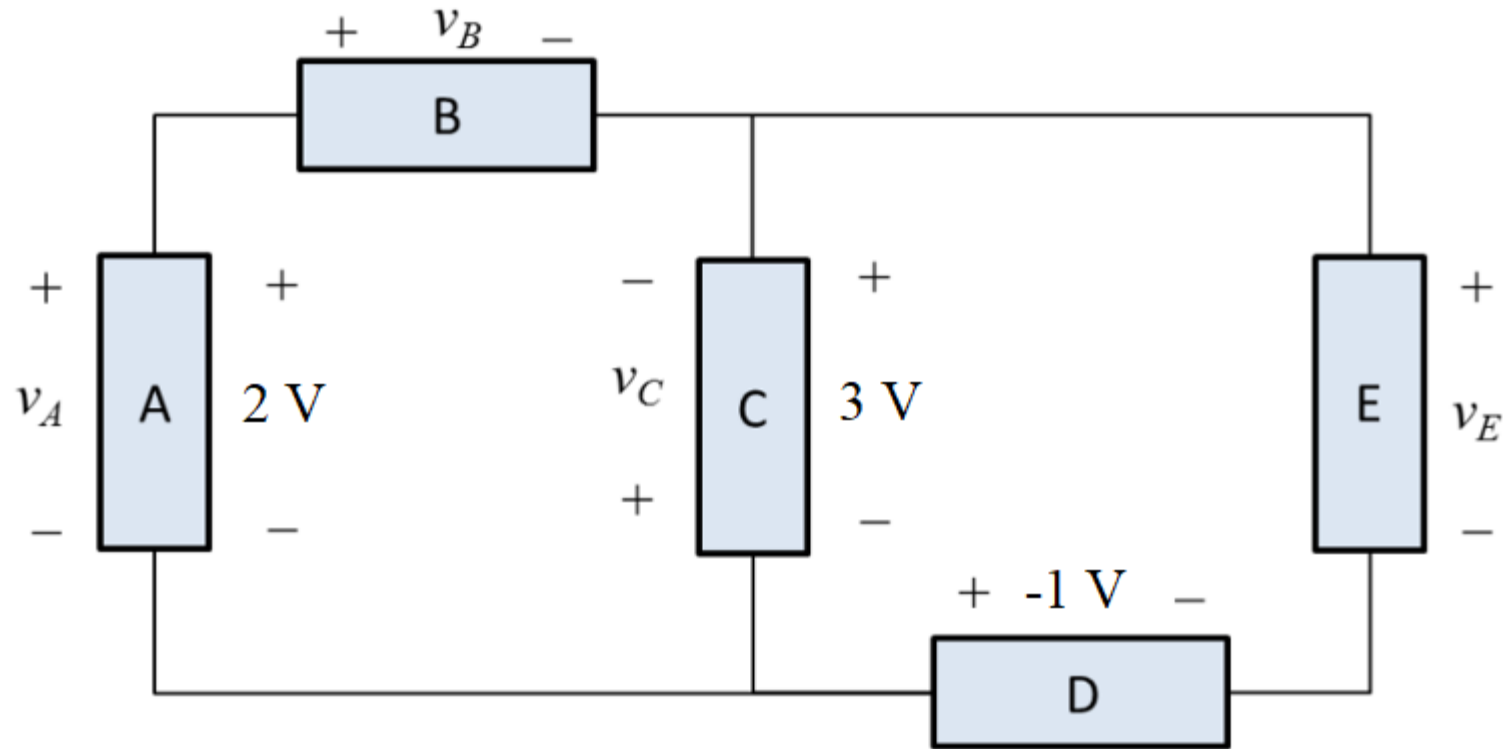 + v_B −
B
+ + − + +
v_A A 2 V v_C C 3 V E v_E
− − + − −
+ -1 V −
D